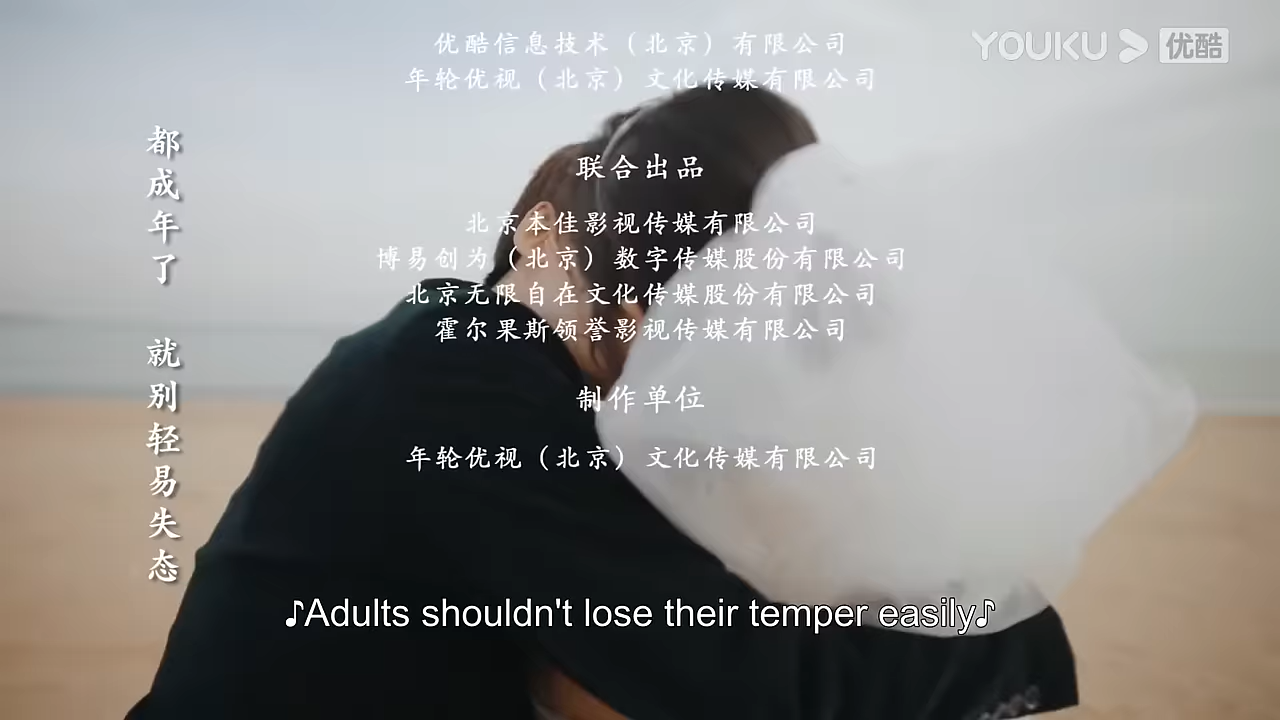 优酷信息技术（北京）有限公司
YOUKU 优酷
年轮优视（北京）文化传媒有限公司
联合出品
北京本佳影视传媒有限公司
博易创为（北京）数字传媒股份有限公司
北京无限自在文化传媒股份有限公司
霍尔果斯领誉影视传媒有限公司
制作单位
年轮优视（北京）文化传媒有限公司
都成年了 就别轻易失态
♪Adults shouldn't lose their temper easily♪